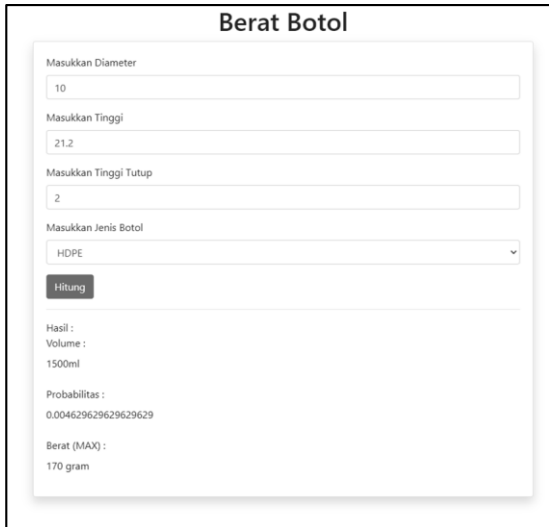 Berat Botol
Masukkan Diameter
10
Masukkan Tinggi
21.2
Masukkan Tinggi Tutup
2
Masukkan Jenis Botol
HDPE
Hitung
Hasil :
Volume :
1500ml
Probabilitas :
0.004629629629629629
Berat (MAX) :
170 gram